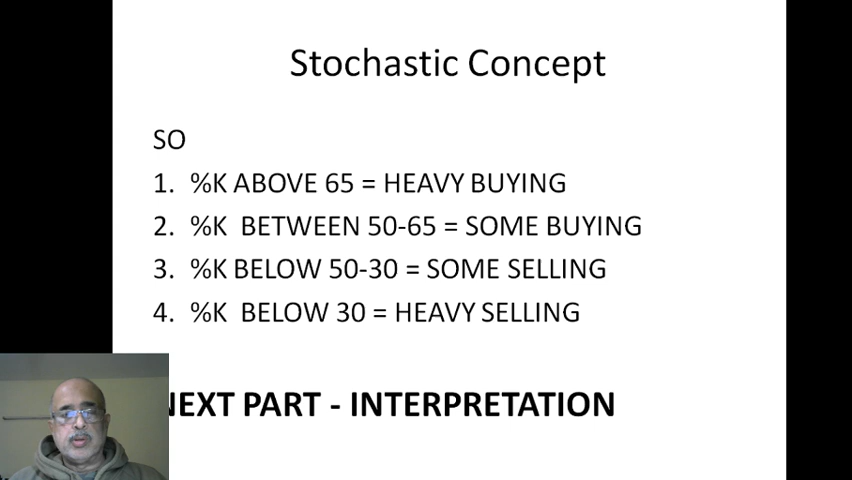 Stochastic Concept
SO
1. %K ABOVE 65 = HEAVY BUYING
2. %K BETWEEN 50-65 = SOME BUYING
3. %K BELOW 50-30 = SOME SELLING
4. %K BELOW 30 = HEAVY SELLING
NEXT PART - INTERPRETATION